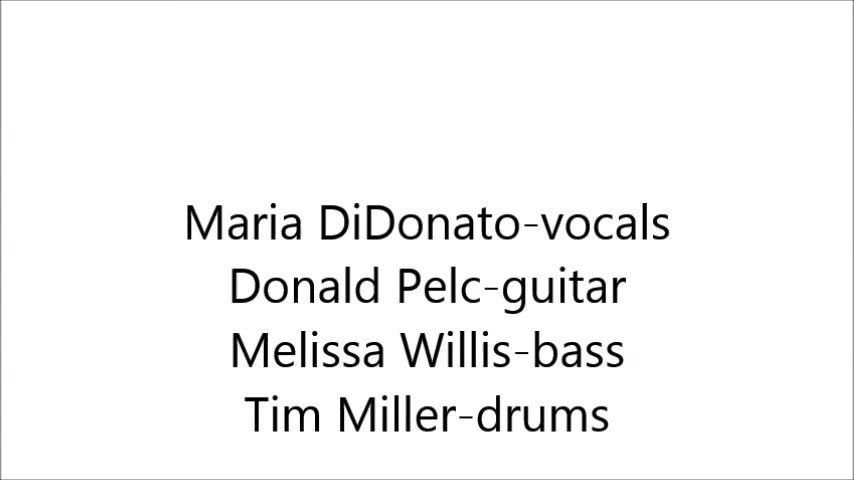 Maria DiDonato-vocals
Donald Pelc-guitar
Melissa Willis-bass
Tim Miller-drums